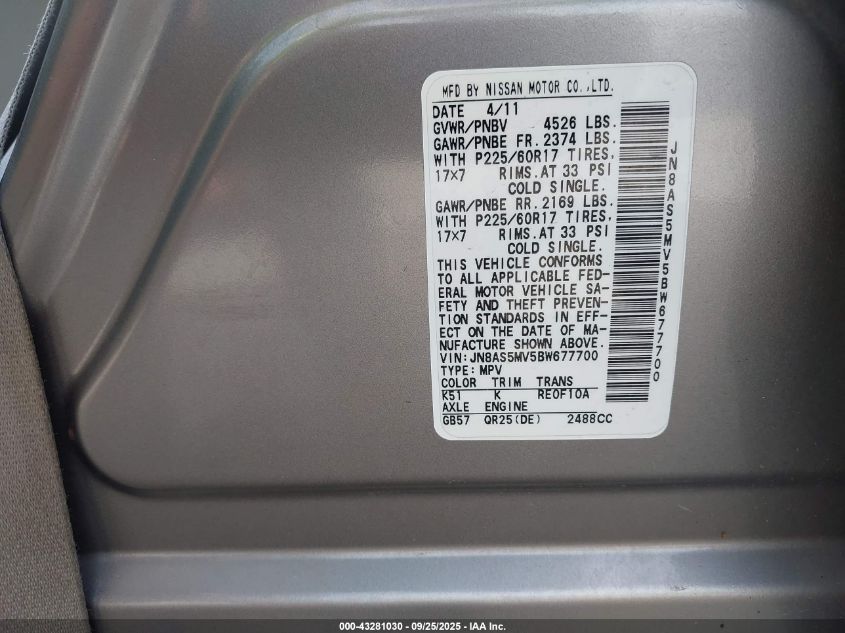 MFD BY NISSAN MOTOR CO.,LTD.
DATE 4/11
GVWR/PNBV 4526 LBS.
GAWR/PNBE FR. 2374 LBS.
WITH P225/60R17 TIRES,
17X7 RIMS.AT 33 PSI
COLD SINGLE.
GAWR/PNBE RR. 2169 LBS.
WITH P225/60R17 TIRES,
17X7 RIMS.AT 33 PSI
COLD SINGLE.
THIS VEHICLE CONFORMS
TO ALL APPLICABLE FED-
ERAL MOTOR VEHICLE SA-
FETY AND THEFT PREVEN-
TION STANDARDS IN EFF-
ECT ON THE DATE OF MA-
NUFACTURE SHOWN ABOVE.
VIN:JN8AS5MV5BW677700
TYPE:MPV
COLOR TRIM TRANS
K51 K RE0F10A
AXLE ENGINE
GB57 QR25(DE) 2488CC
JN8AS5MV5BW677700
000-43281030 - 09/25/2025 - IAA Inc.